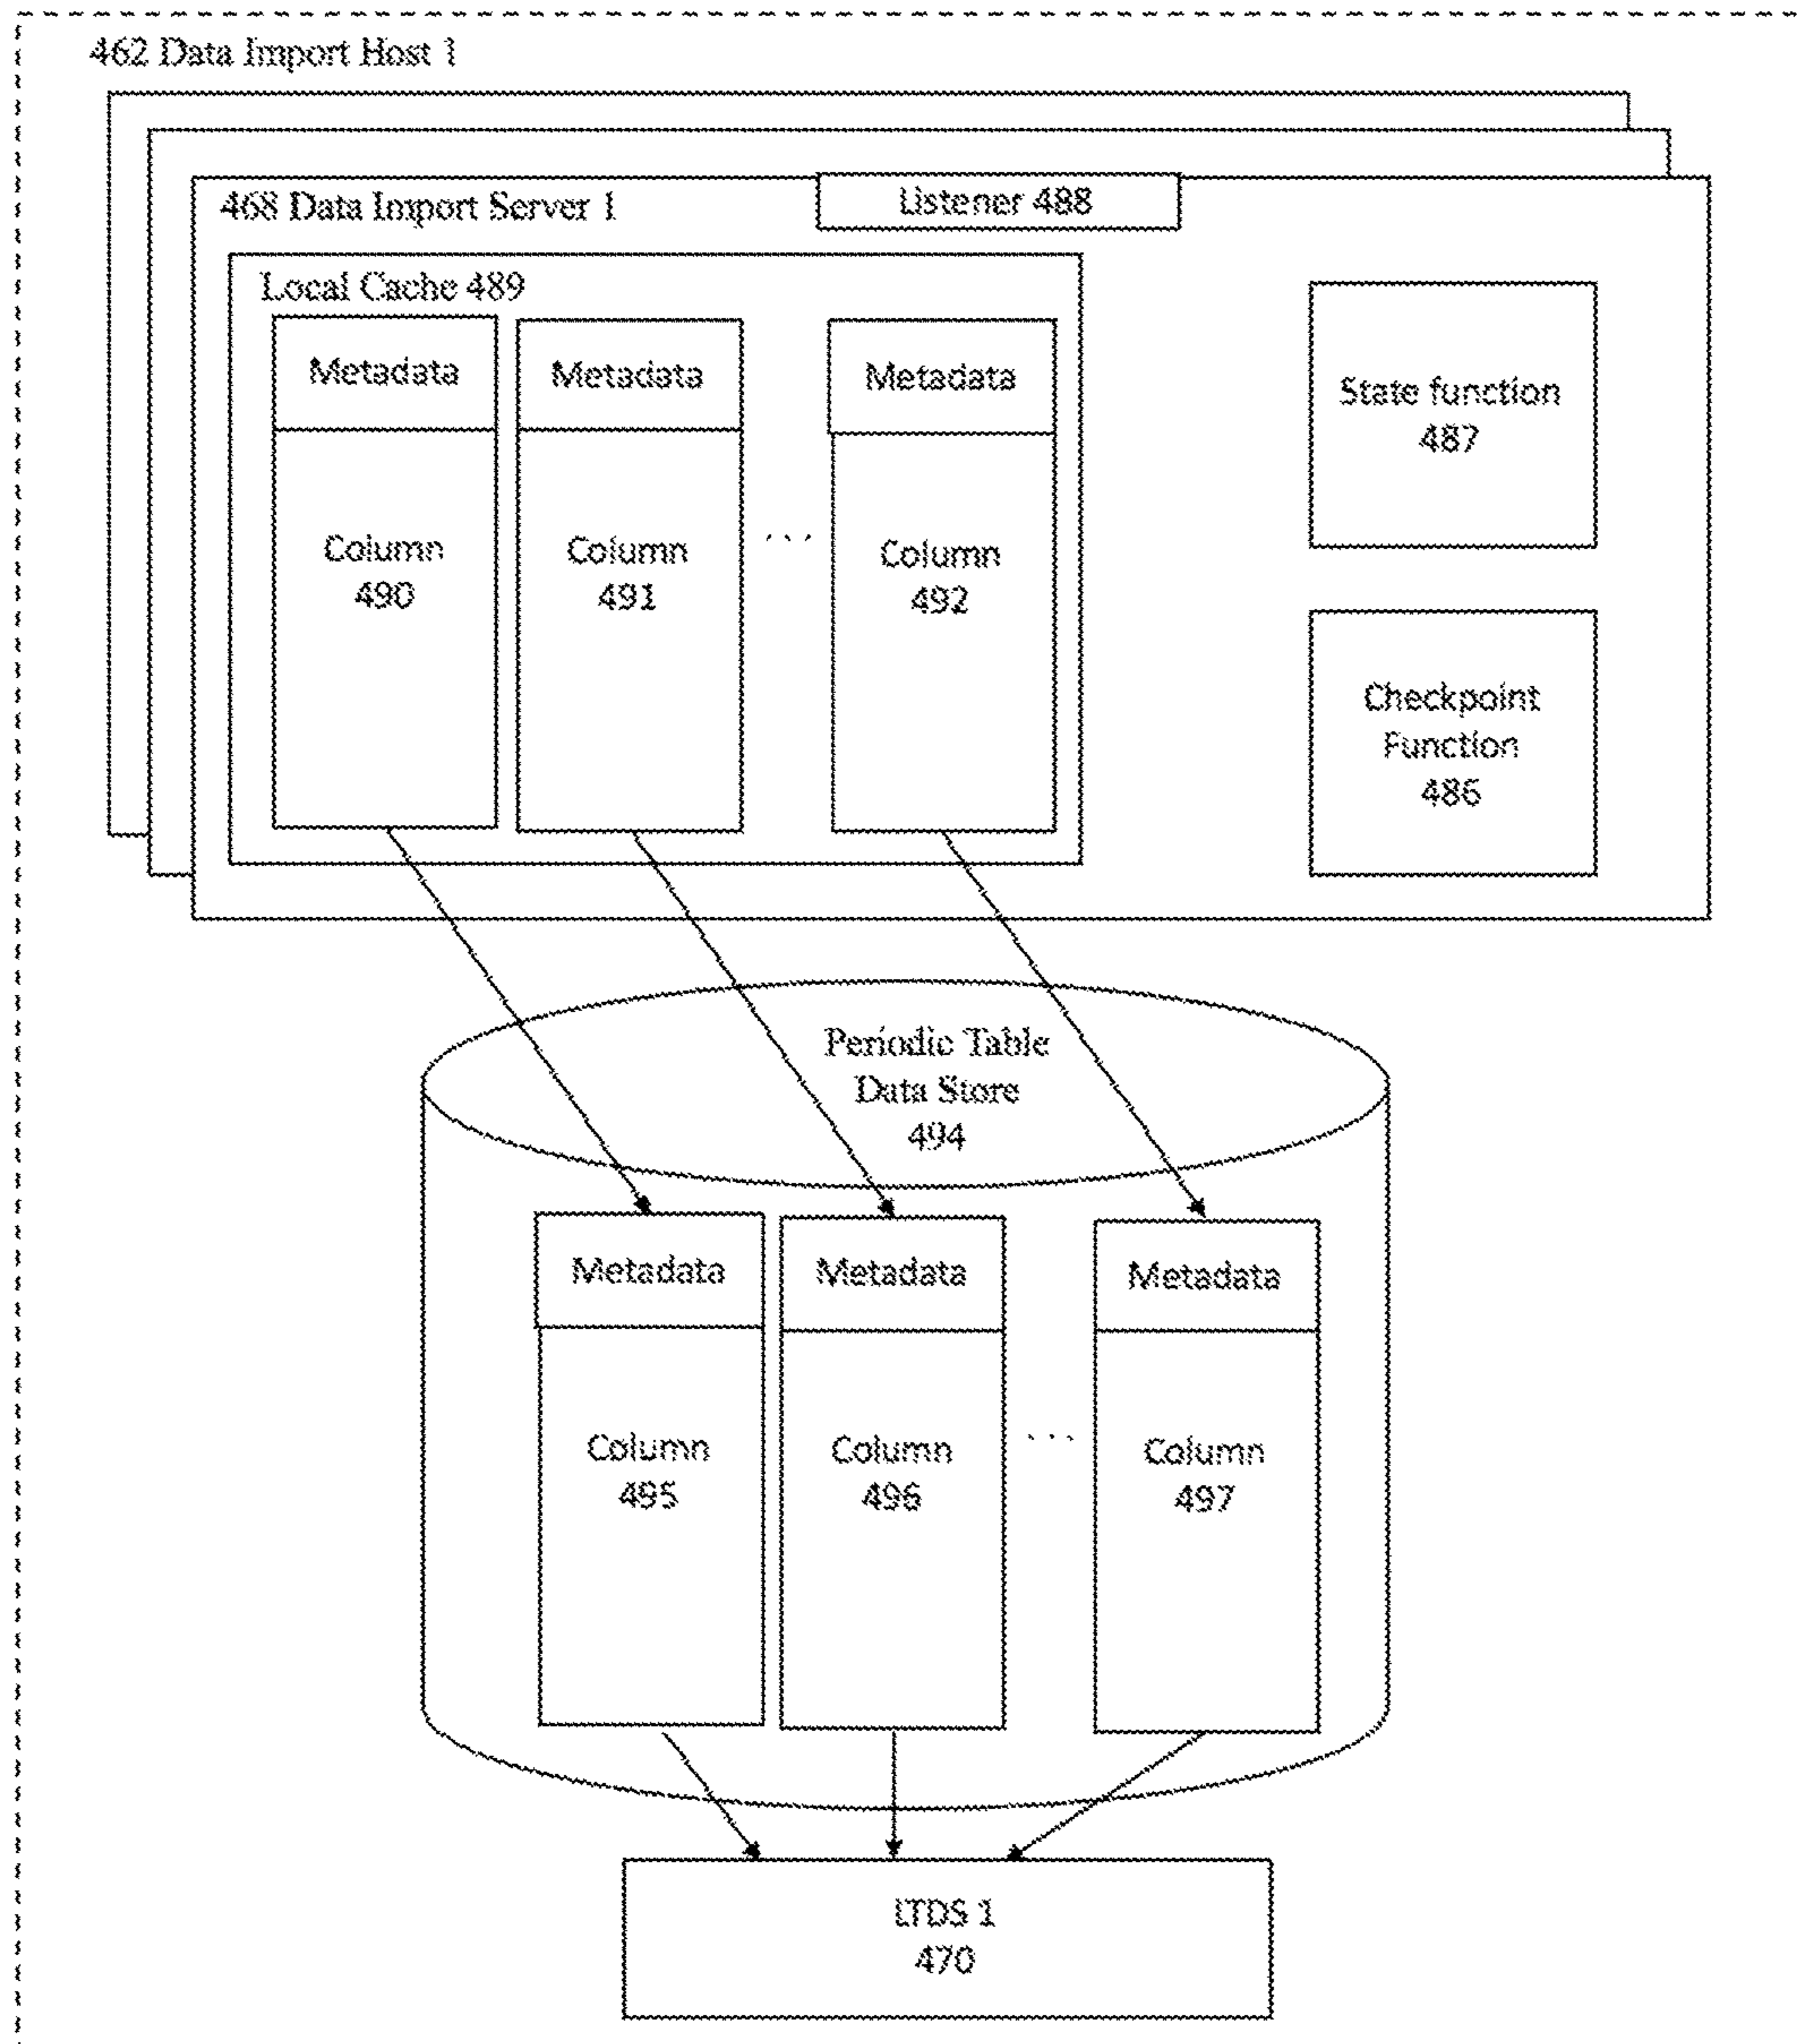 462 Data Import Host 1
468 Data Import Server 1
Listener 488
Local Cache 489
Metadata
Metadata
Metadata
Column
490
Column
491
...
Column
492
State function
487
Checkpoint
Function
486
Periodic Table
Data Store
494
Metadata
Metadata
Metadata
Column
495
Column
496
...
Column
497
LTDS 1
470